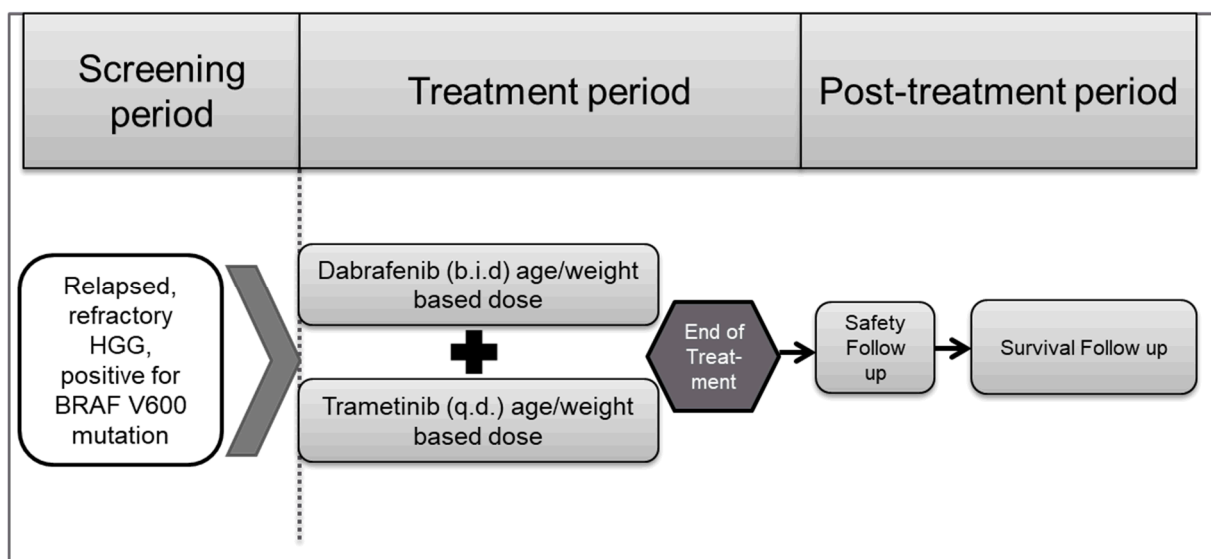 Screening
period
Treatment period
Post-treatment period
Relapsed,
refractory
HGG,
positive for
BRAF V600
mutation
Dabrafenib (b.i.d) age/weight
based dose
Trametinib (q.d.) age/weight
based dose
End of
Treat-
ment
Safety
Follow
up
Survival Follow up